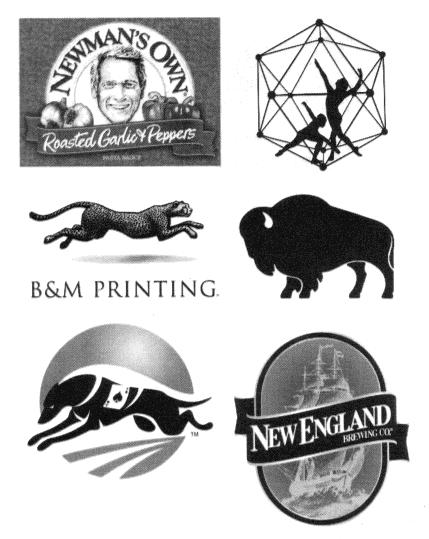 NEWMAN'S OWN
Roasted Garlic & Peppers
PASTA SAUCE
B&M PRINTING.
TM
NEW ENGLAND
BREWING CO.